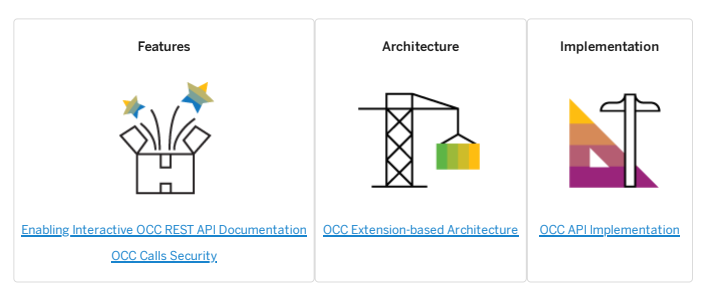 Features
Enabling Interactive OCC REST API Documentation
OCC Calls Security
Architecture
OCC Extension-based Architecture
Implementation
OCC API Implementation